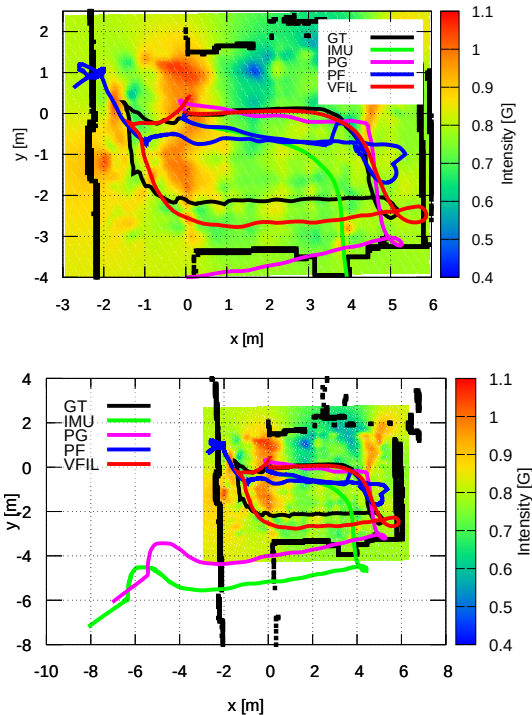 2
1
0
-1
-2
-3
-4
y [m]
-3 -2 -1 0 1 2 3 4 5 6
x [m]
GT
IMU
PG
PF
VFIL
1.1
1
0.9
0.8
0.7
0.6
0.5
0.4
Intensity [G]
4
2
0
-2
-4
-6
-8
y [m]
-10 -8 -6 -4 -2 0 2 4 6 8
x [m]
GT
IMU
PG
PF
VFIL
1.1
1
0.9
0.8
0.7
0.6
0.5
0.4
Intensity [G]